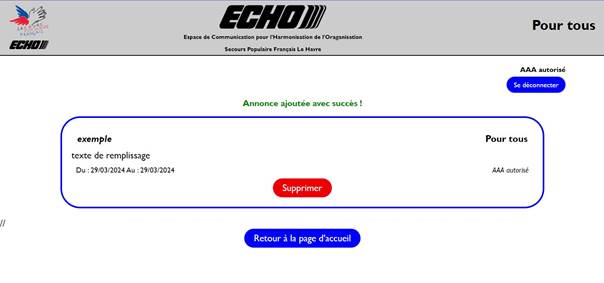 ECHO
Espace de Communication pour l'Harmonisation de l'Oraganisation
Secours Populaire Français Le Havre
ECHO
Pour tous
AAA autorisé
Se déconnecter
Annonce ajoutée avec succès !
exemple
Pour tous
texte de remplissage
Du : 29/03/2024 Au : 29/03/2024
AAA autorisé
Supprimer
//
Retour à la page d'accueil